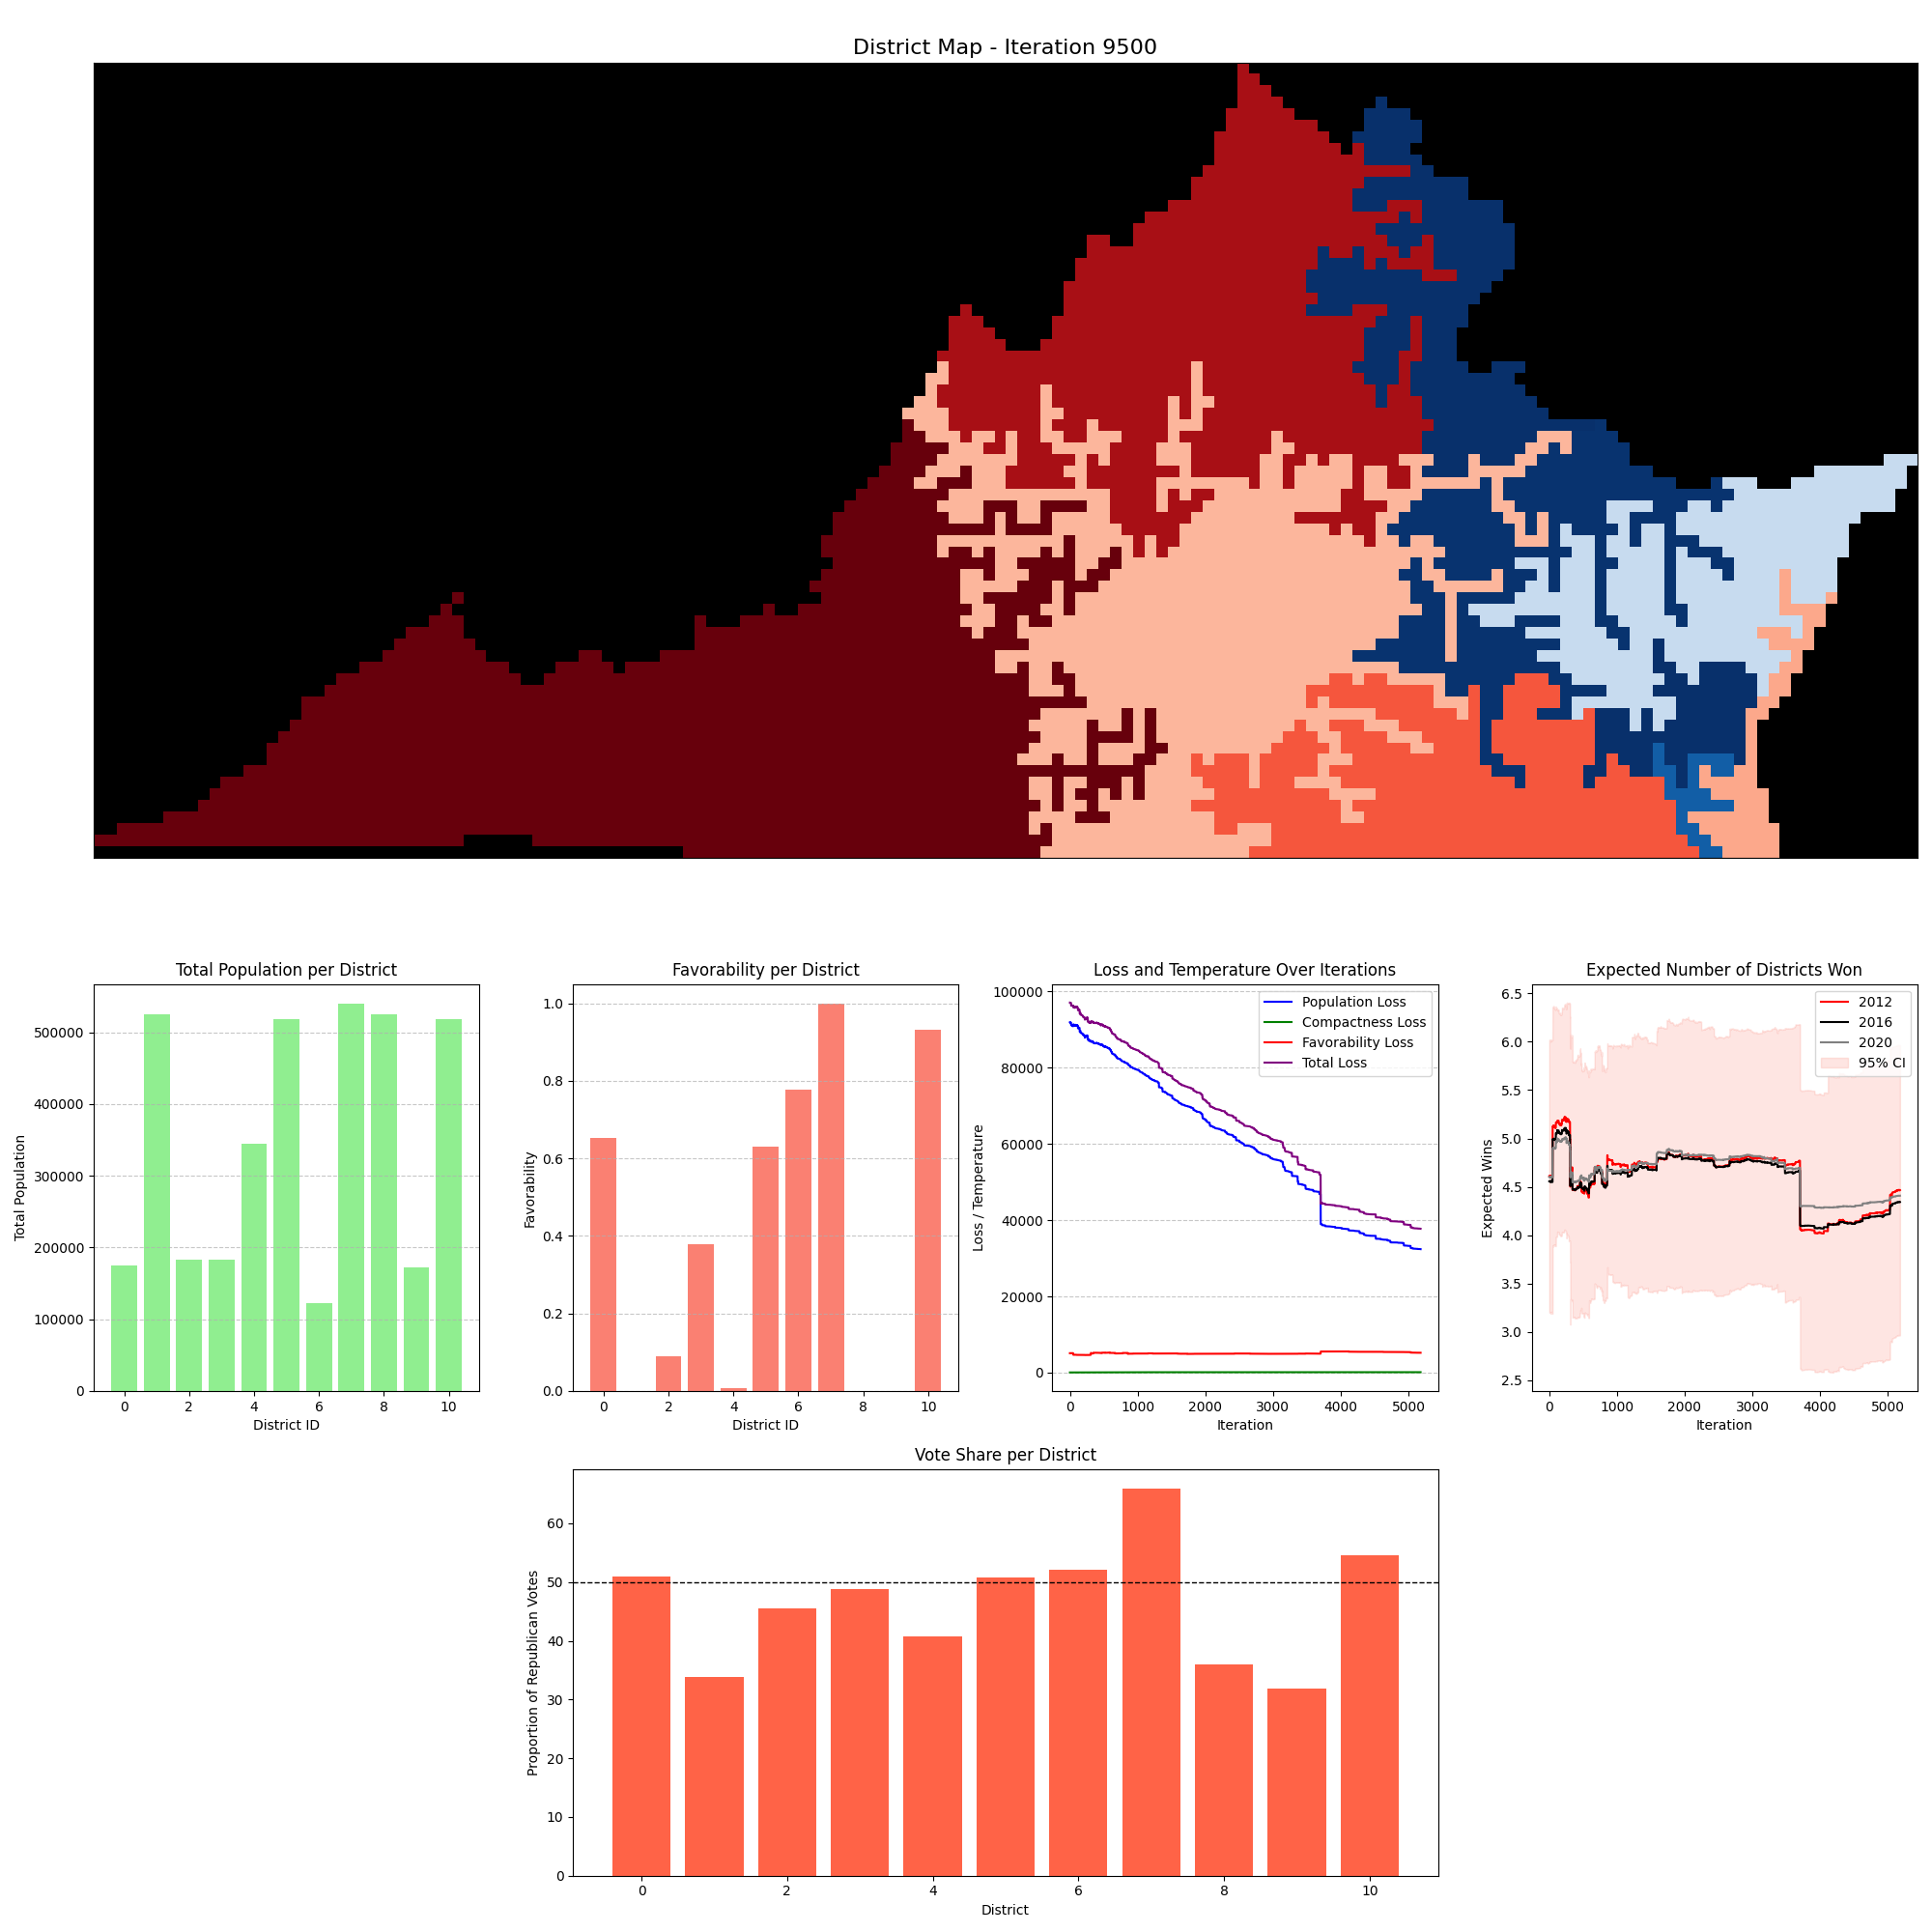 District Map - Iteration 9500
Total Population per District
Total Population
500000
400000
300000
200000
100000
0
0 2 4 6 8 10
District ID
Favorability per District
Favorability
1.0
0.8
0.6
0.4
0.2
0.0
0 2 4 6 8 10
District ID
Loss and Temperature Over Iterations
Loss / Temperature
100000
80000
60000
40000
20000
0
Population Loss
Compactness Loss
Favorability Loss
Total Loss
0 1000 2000 3000 4000 5000
Iteration
Expected Number of Districts Won
Expected Wins
6.5
6.0
5.5
5.0
4.5
4.0
3.5
3.0
2.5
2012
2016
2020
95% CI
0 1000 2000 3000 4000 5000
Iteration
Vote Share per District
Proportion of Republican Votes
60
50
40
30
20
10
0
0 2 4 6 8 10
District